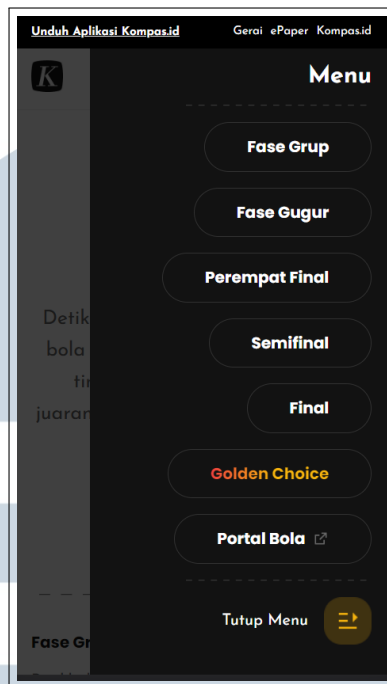 Unduh Aplikasi Kompas.id Gerai ePaper Kompas.id
K
Menu
Fase Grup
Fase Gugur
Perempat Final
Semifinal
Final
Golden Choice
Portal Bola
Tutup Menu
Detik
bola
tir
juaran
Fase Gr